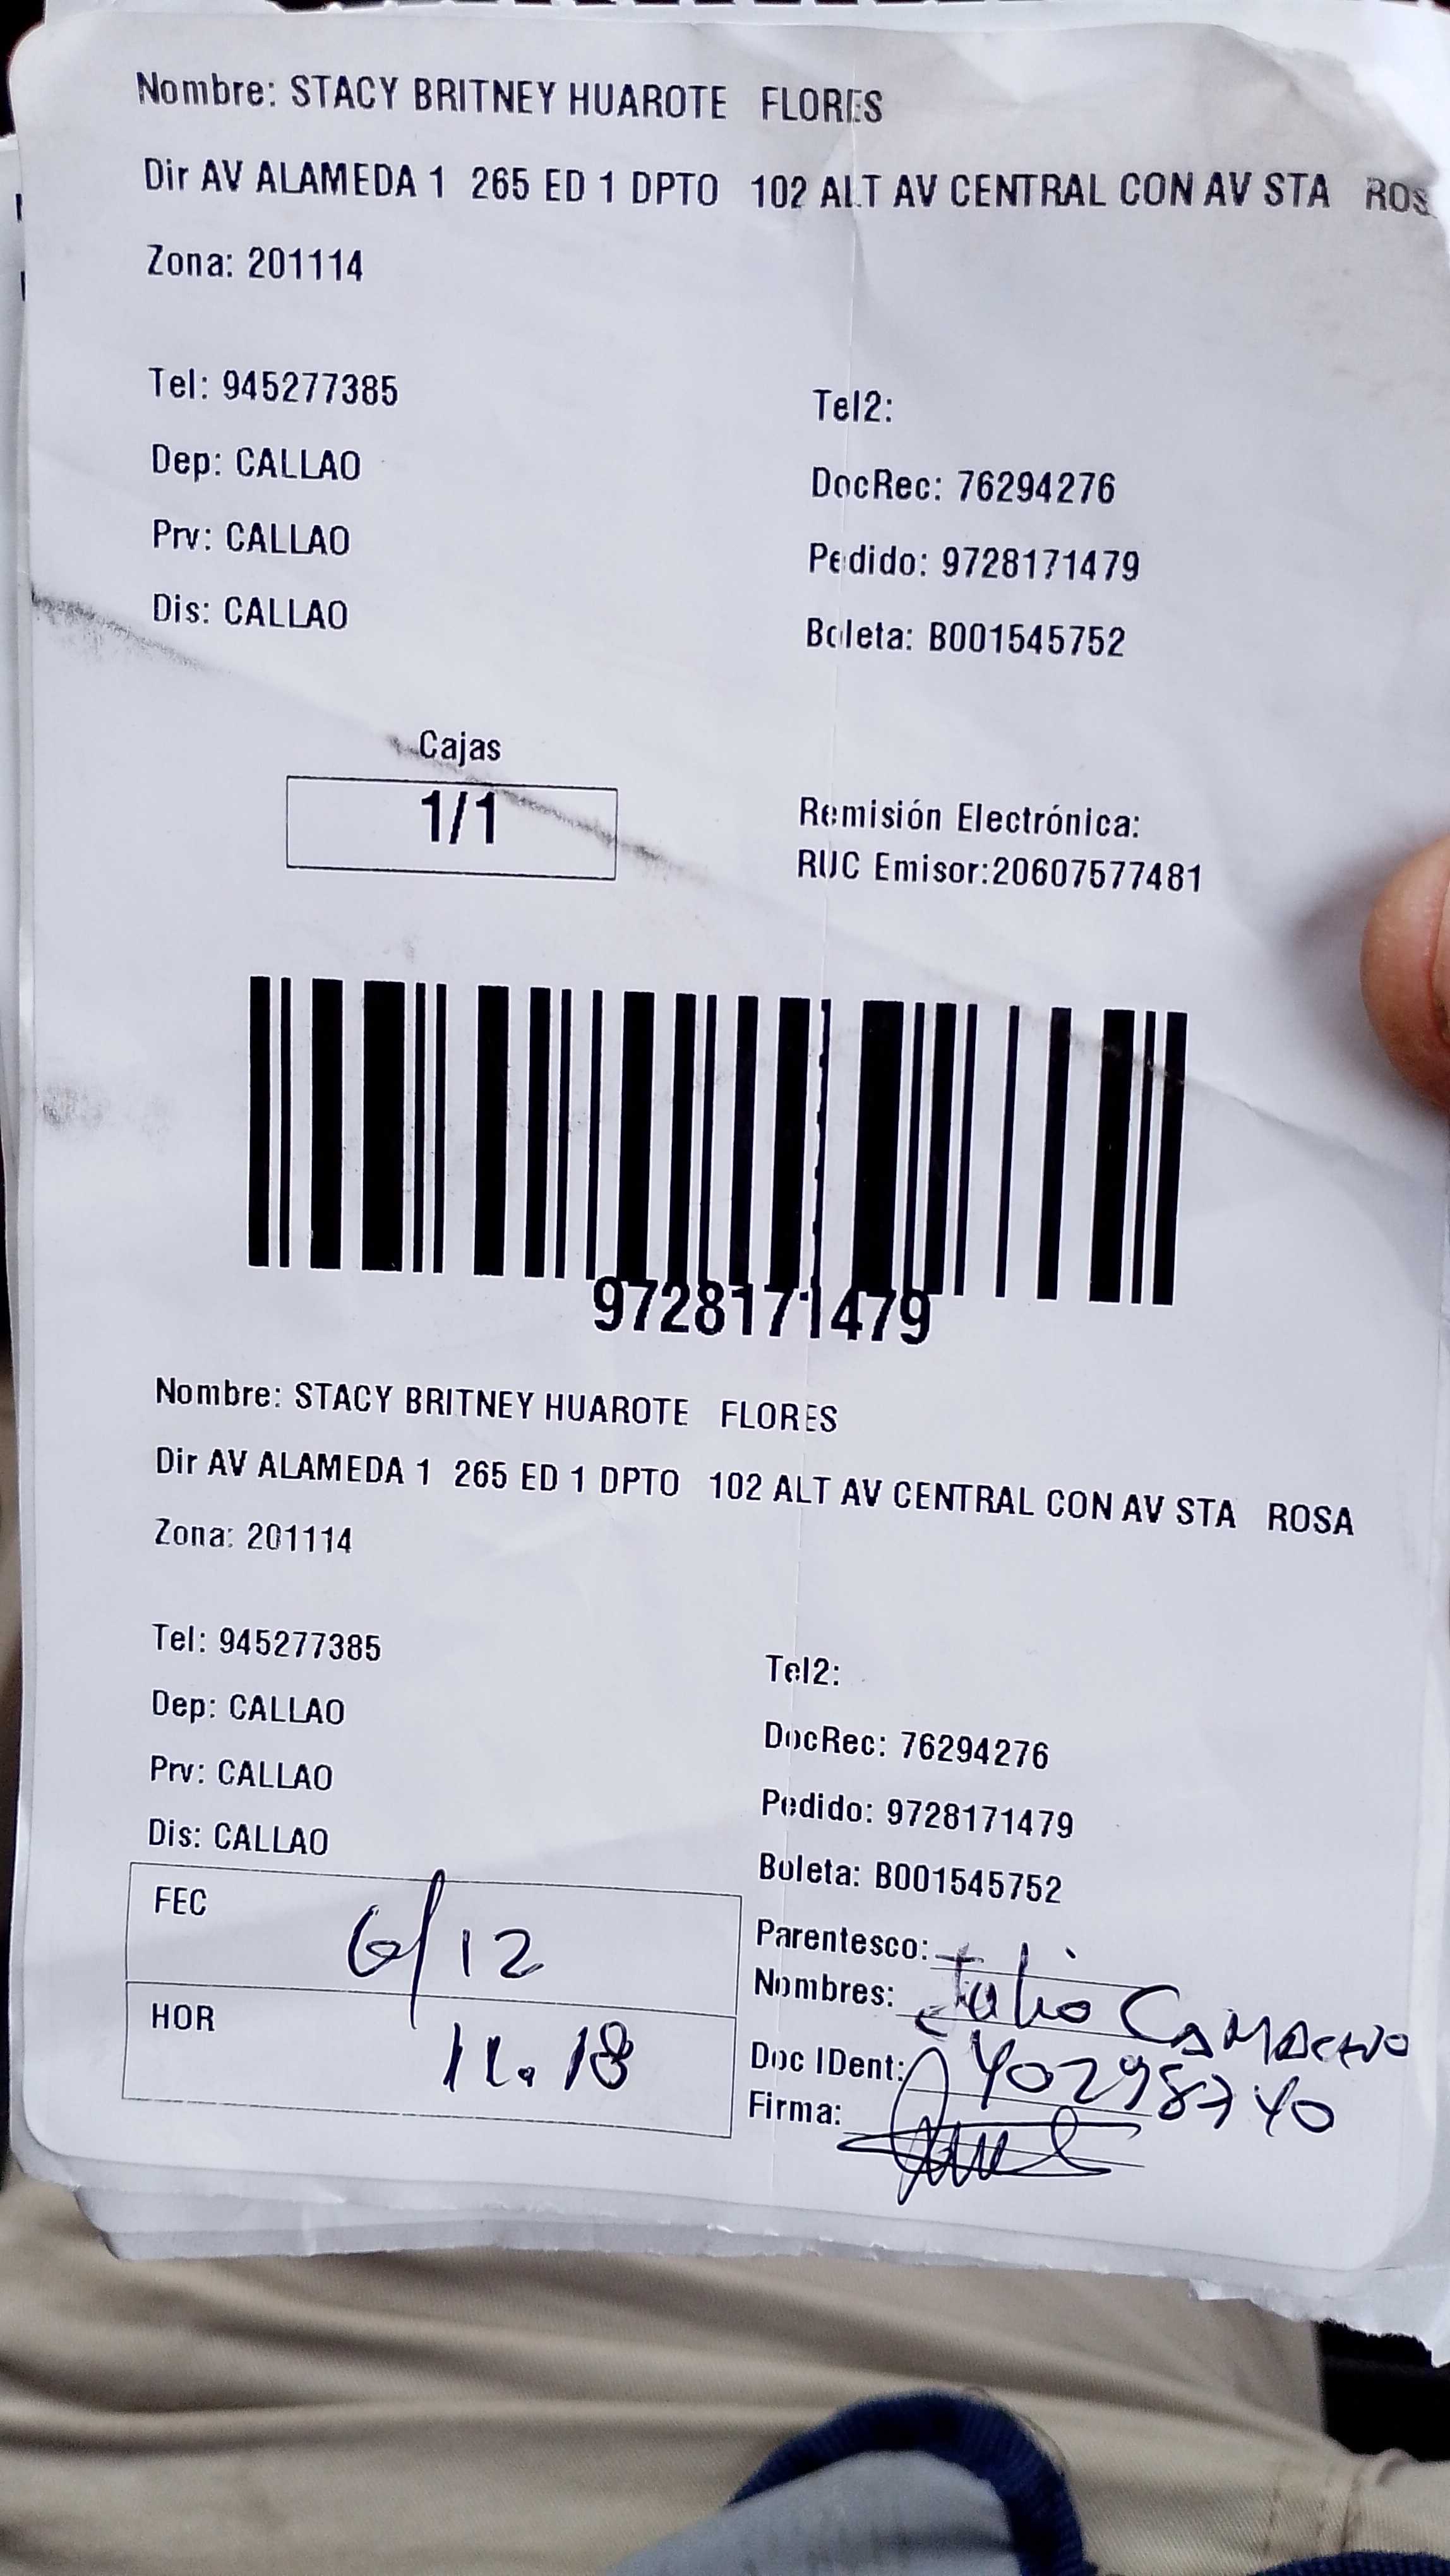 Nombre: STACY BRITNEY HUAROTE FLORES
Dir AV ALAMEDA 1 265 ED 1 DPTO 102 ALT AV CENTRAL CON AV STA ROS
Zona: 201114
Tel: 945277385
Tel2:
Dep: CALLAO
DocRec: 76294276
Prv: CALLAO
Pedido: 9728171479
Dis: CALLAO
Boleta: B001545752
Cajas
1/1
Remisión Electrónica:
RUC Emisor:20607577481
9728171479
Nombre: STACY BRITNEY HUAROTE FLORES
Dir AV ALAMEDA 1 265 ED 1 DPTO 102 ALT AV CENTRAL CON AV STA ROSA
Zona: 201114
Tel: 945277385
Tel2:
Dep: CALLAO
DocRec: 76294276
Prv: CALLAO
Pedido: 9728171479
Dis: CALLAO
Boleta: B001545752
FEC 6/12
Parentesco:
Nombres: Julio CAMACHO
HOR 11.18
Doc IDent: 40298740
Firma: